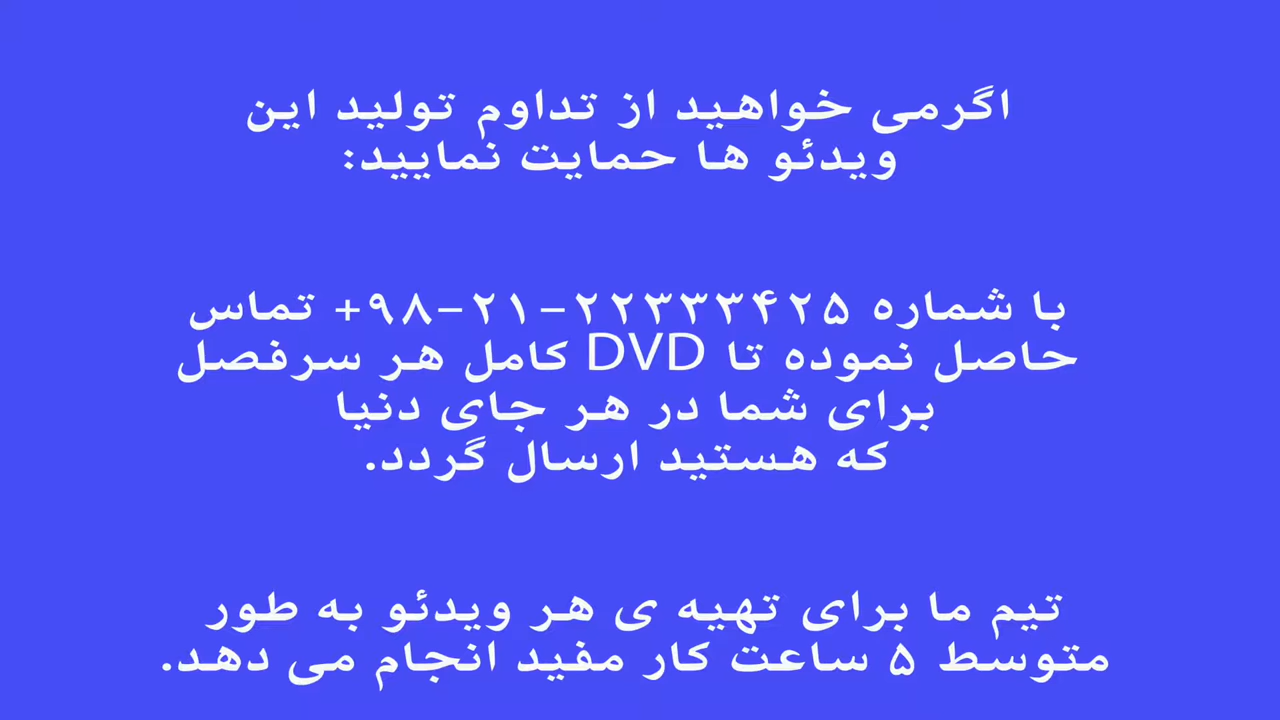 اگرمی خواهید از تداوم تولید این
ویدئو ها حمایت نمایید:
با شماره ۲۲۳۳۳۴۲۵-۲۱-۹۸+ تماس
حاصل نموده تا DVD کامل هر سرفصل
برای شما در هر جای دنیا
که هستید ارسال گردد.
تیم ما برای تهیه ی هر ویدئو به طور
متوسط ۵ ساعت کار مفید انجام می دهد.